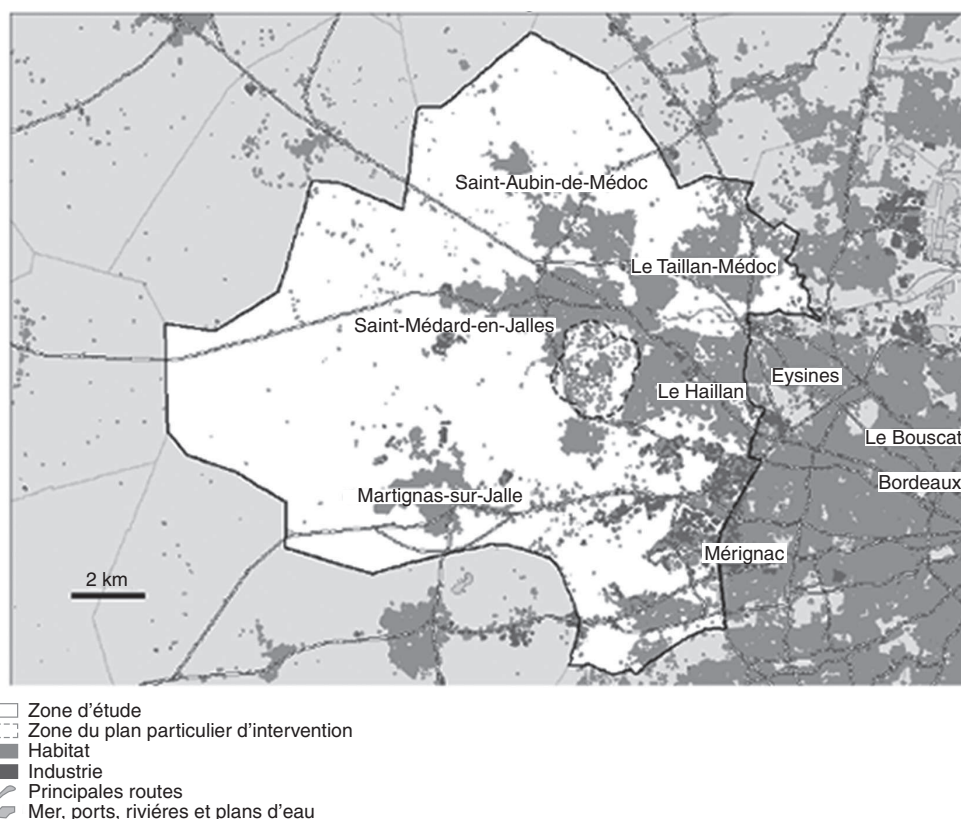 Saint-Aubin-de-Médoc
Le Taillan-Médoc
Saint-Médard-en-Jalles
Eysines
Le Haillan
Le Bouscat
Bordeaux
Martignas-sur-Jalle
Mérignac
2 km
Zone d'étude
Zone du plan particulier d'intervention
Habitat
Industrie
Principales routes
Mer, ports, riviéres et plans d'eau